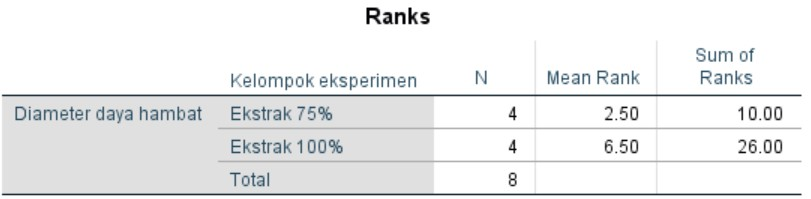 Ranks
Kelompok eksperimen N Mean Rank Sum of Ranks
Diameter daya hambat Ekstrak 75% 4 2.50 10.00
Ekstrak 100% 4 6.50 26.00
Total 8